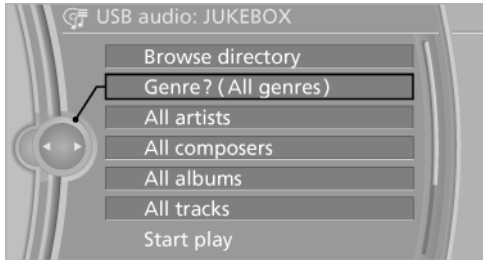 USB audio: JUKEBOX
Browse directory
Genre? (All genres)
All artists
All composers
All albums
All tracks
Start play